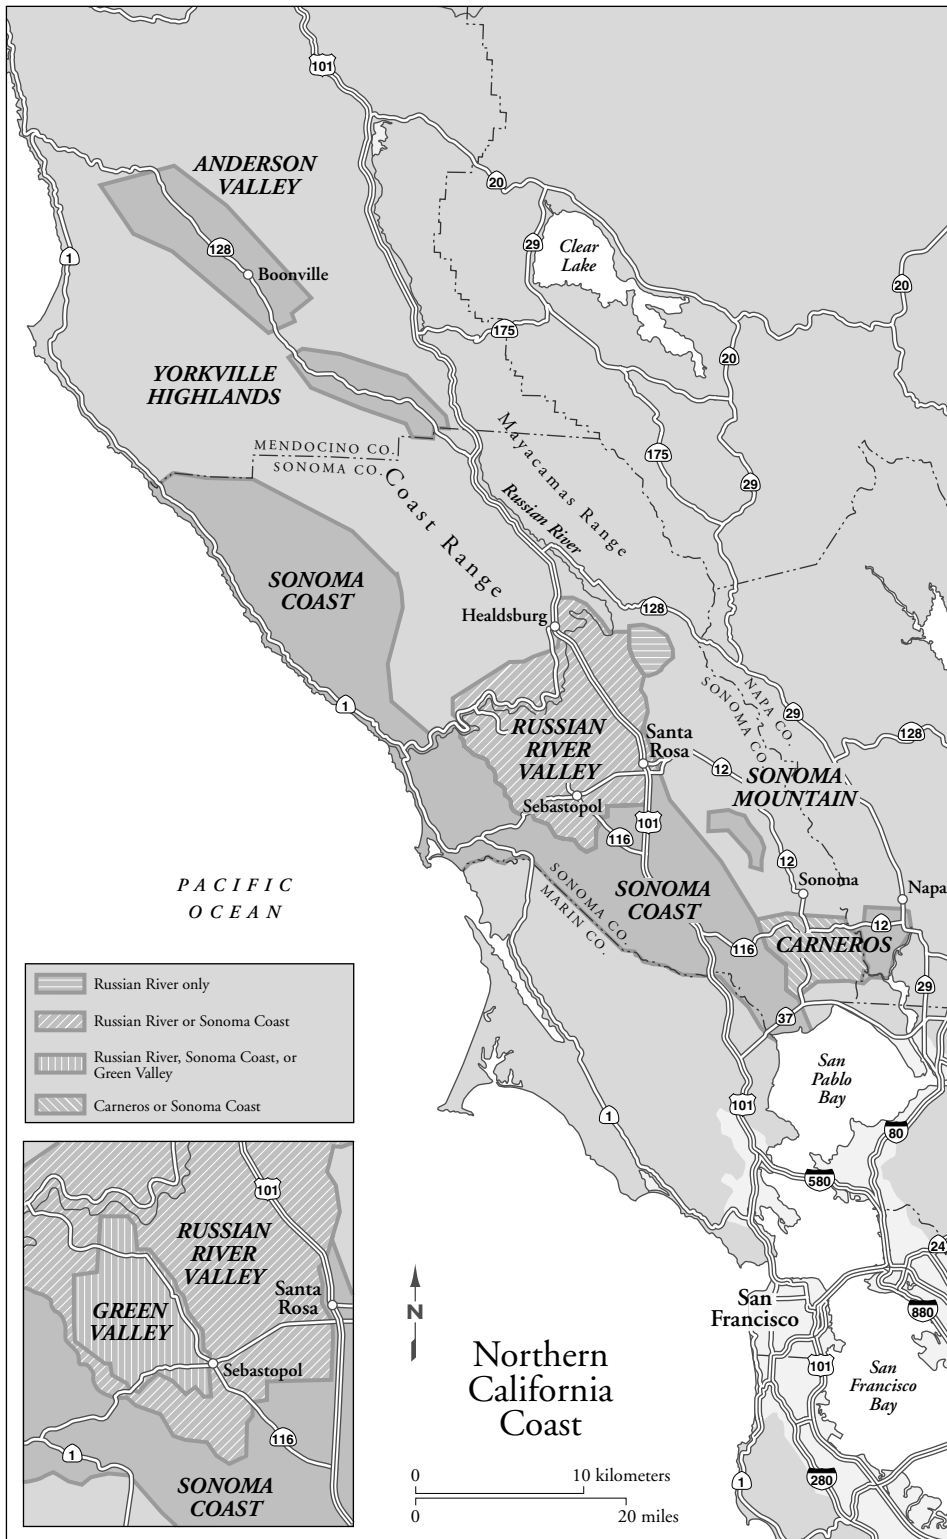 101
ANDERSON
VALLEY
20
1
128
29
Clear
Lake
Boonville
20
175
20
YORKVILLE
HIGHLANDS
Mayacamas Range
MENDOCINO CO.
SONOMA CO.
175
29
Coast Range
Russian River
SONOMA
COAST
128
Healdsburg
NAPA CO.
SONOMA CO.
1
29
RUSSIAN
RIVER
VALLEY
Santa
Rosa
128
12
SONOMA
MOUNTAIN
Sebastopol
101
116
12
SONOMA CO.
MARIN CO.
PACIFIC
OCEAN
SONOMA
COAST
Sonoma
Napa
116
CARNEROS
12
29
37
Russian River only
Russian River or Sonoma Coast
Russian River, Sonoma Coast, or
Green Valley
Carneros or Sonoma Coast
San
Pablo
Bay
101
1
80
580
101
RUSSIAN
RIVER
VALLEY
Santa
Rosa
GREEN
VALLEY
Sebastopol
116
1
SONOMA
COAST
N
24
San
Francisco
880
101
San
Francisco
Bay
Northern
California
Coast
0 10 kilometers
0 20 miles
280
1